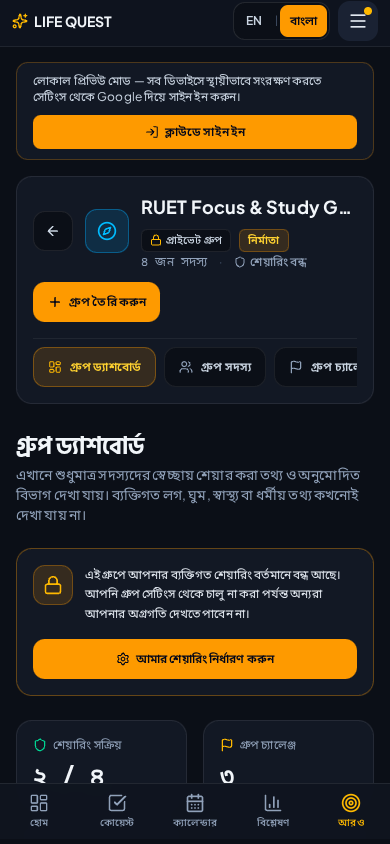 LIFE QUEST
EN
বাংলা
লোকাল প্রিভিউ মোড — সব ডিভাইসে স্থায়ীভাবে সংরক্ষণ করতে
সেটিংস থেকে Google দিয়ে সাইন ইন করুন।
ক্লাউডে সাইন ইন
RUET Focus & Study G...
প্রাইভেট গ্রুপ
নির্মাতা
৪ জন সদস্য · শেয়ারিং বন্ধ
গ্রুপ তৈরি করুন
গ্রুপ ড্যাশবোর্ড
গ্রুপ সদস্য
গ্রুপ চ্যালে
গ্রুপ ড্যাশবোর্ড
এখানে শুধুমাত্র সদস্যদের স্বেচ্ছায় শেয়ার করা তথ্য ও অনুমোদিত
বিভাগ দেখা যায়। ব্যক্তিগত লগ, ঘুম, স্বাস্থ্য বা ধর্মীয় তথ্য কখনোই
দেখা যায় না।
এই গ্রুপে আপনার ব্যক্তিগত শেয়ারিং বর্তমানে বন্ধ আছে।
আপনি গ্রুপ সেটিংস থেকে চালু না করা পর্যন্ত অন্যরা
আপনার অগ্রগতি দেখতে পাবেন না।
আমার শেয়ারিং নির্ধারণ করুন
শেয়ারিং সক্রিয়
২ / ৪
গ্রুপ চ্যালেঞ্জ
৩
হোম
কোয়েস্ট
ক্যালেন্ডার
বিশ্লেষণ
আরও